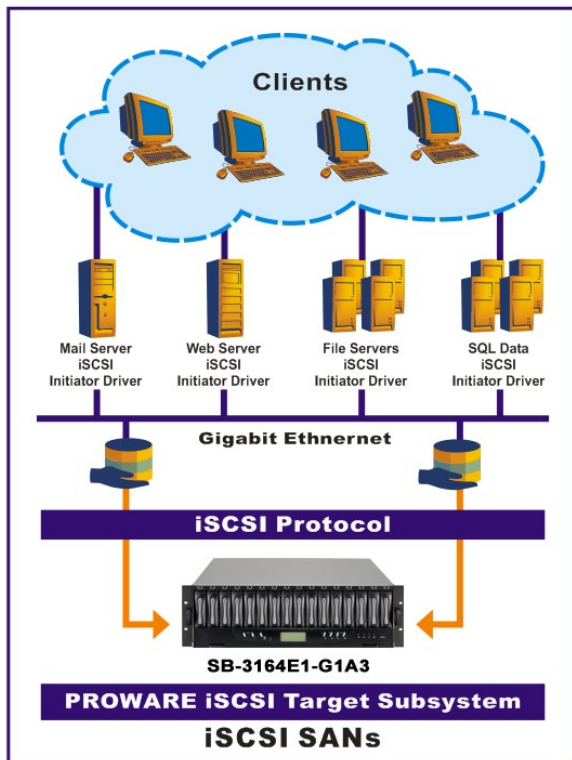 Clients
Mail Server
iSCSI
Initiator Driver
Web Server
iSCSI
Initiator Driver
File Servers
iSCSI
Initiator Driver
SQL Data
iSCSI
Initiator Driver
Gigabit Ethnernet
iSCSI Protocol
SB-3164E1-G1A3
PROWARE iSCSI Target Subsystem
iSCSI SANs